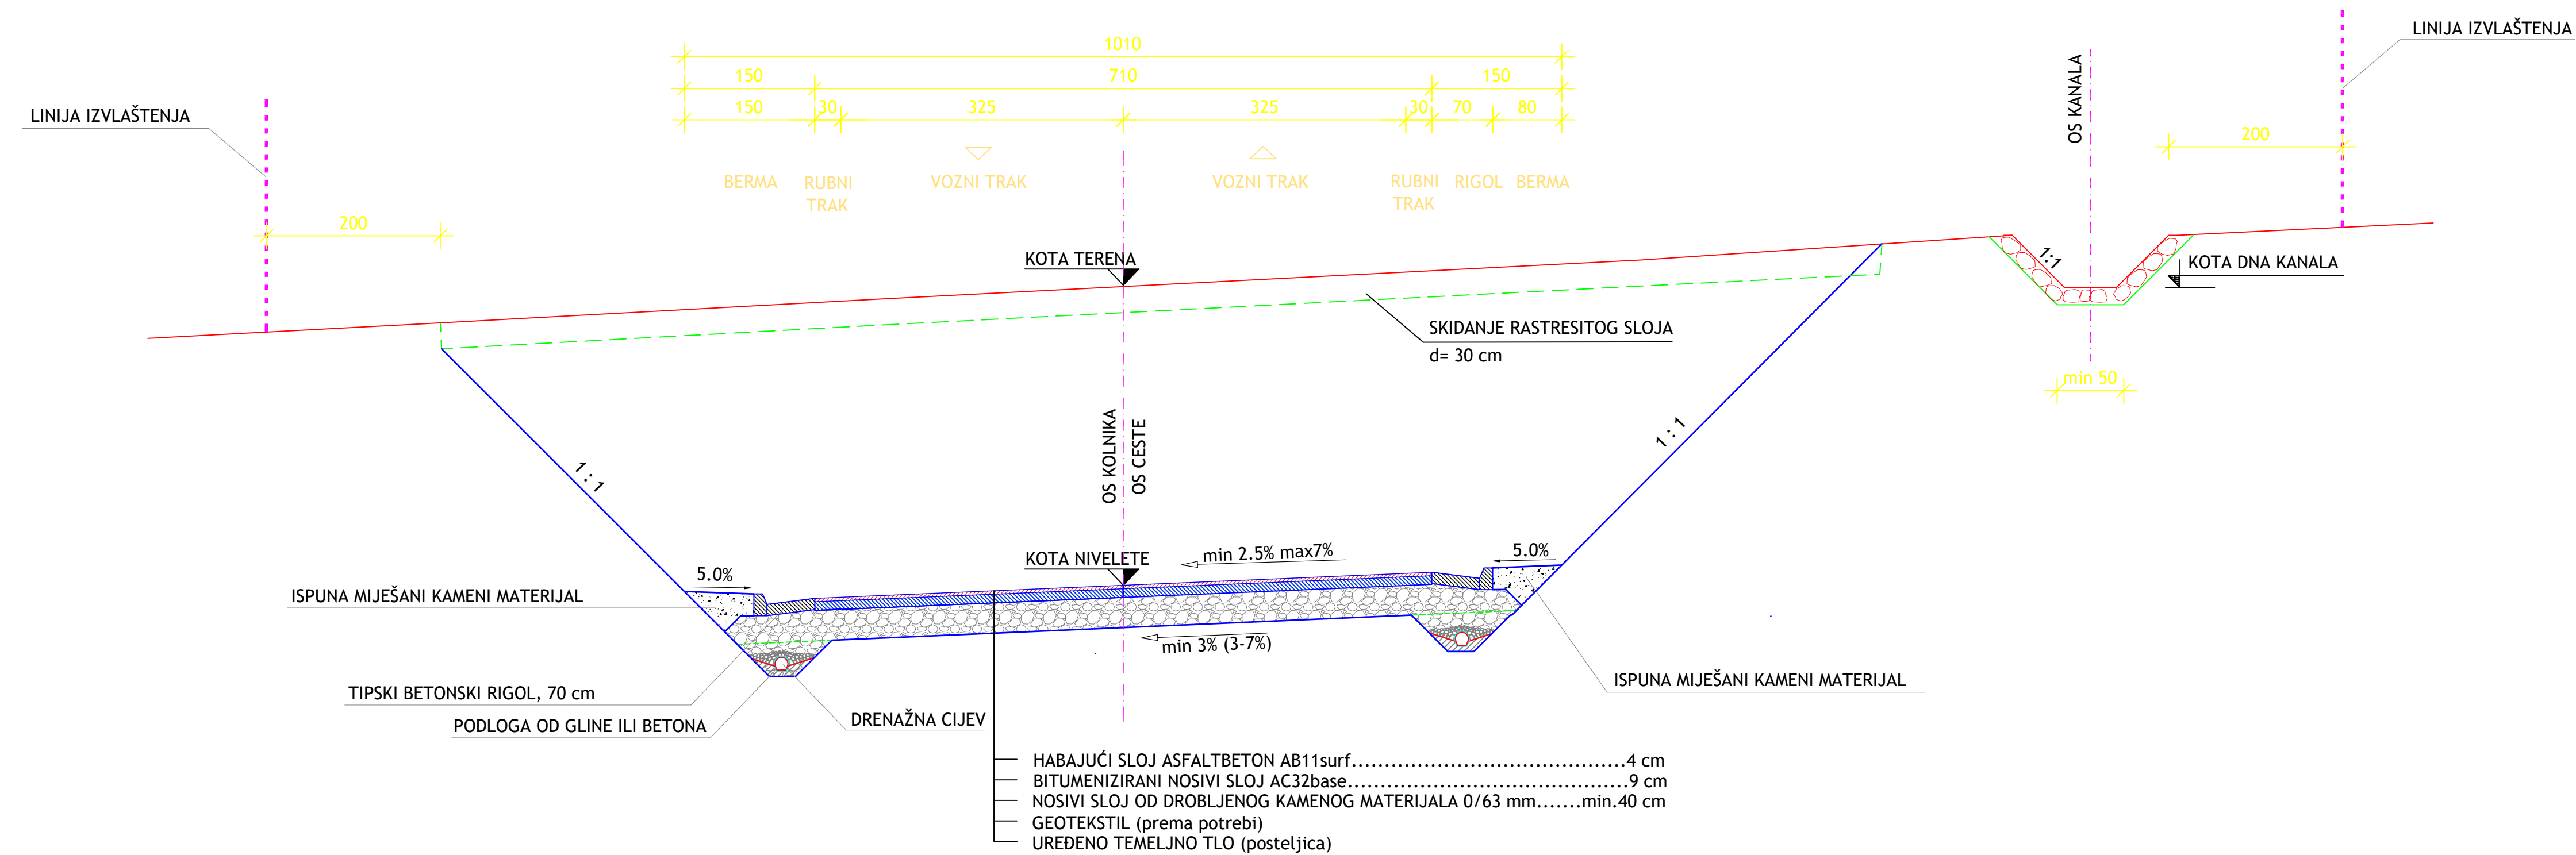 LINIJA IZVLAŠTENJA
1010
150 710 150
150 30 325 325 30 70 80
LINIJA IZVLAŠTENJA
OS KANALA
200
BERMA RUBNI TRAK VOZNI TRAK VOZNI TRAK RUBNI TRAK RIGOL BERMA
200
KOTA TERENA
1:1
KOTA DNA KANALA
SKIDANJE RASTRESITOG SLOJA
d= 30 cm
min 50
OS KOLNIKA
OS CESTE
1 : 1
1 : 1
KOTA NIVELETE
min 2.5% max7%
5.0%
5.0%
ISPUNA MIJEŠANI KAMENI MATERIJAL
min 3% (3-7%)
TIPSKI BETONSKI RIGOL, 70 cm
ISPUNA MIJEŠANI KAMENI MATERIJAL
PODLOGA OD GLINE ILI BETONA
DRENAŽNA CIJEV
HABAJUĆI SLOJ ASFALTBETON AB11surf..........................................4 cm
BITUMENIZIRANI NOSIVI SLOJ AC32base...........................................9 cm
NOSIVI SLOJ OD DROBLJENOG KAMENOG MATERIJALA 0/63 mm.......min.40 cm
GEOTEKSTIL (prema potrebi)
UREĐENO TEMELJNO TLO (posteljica)